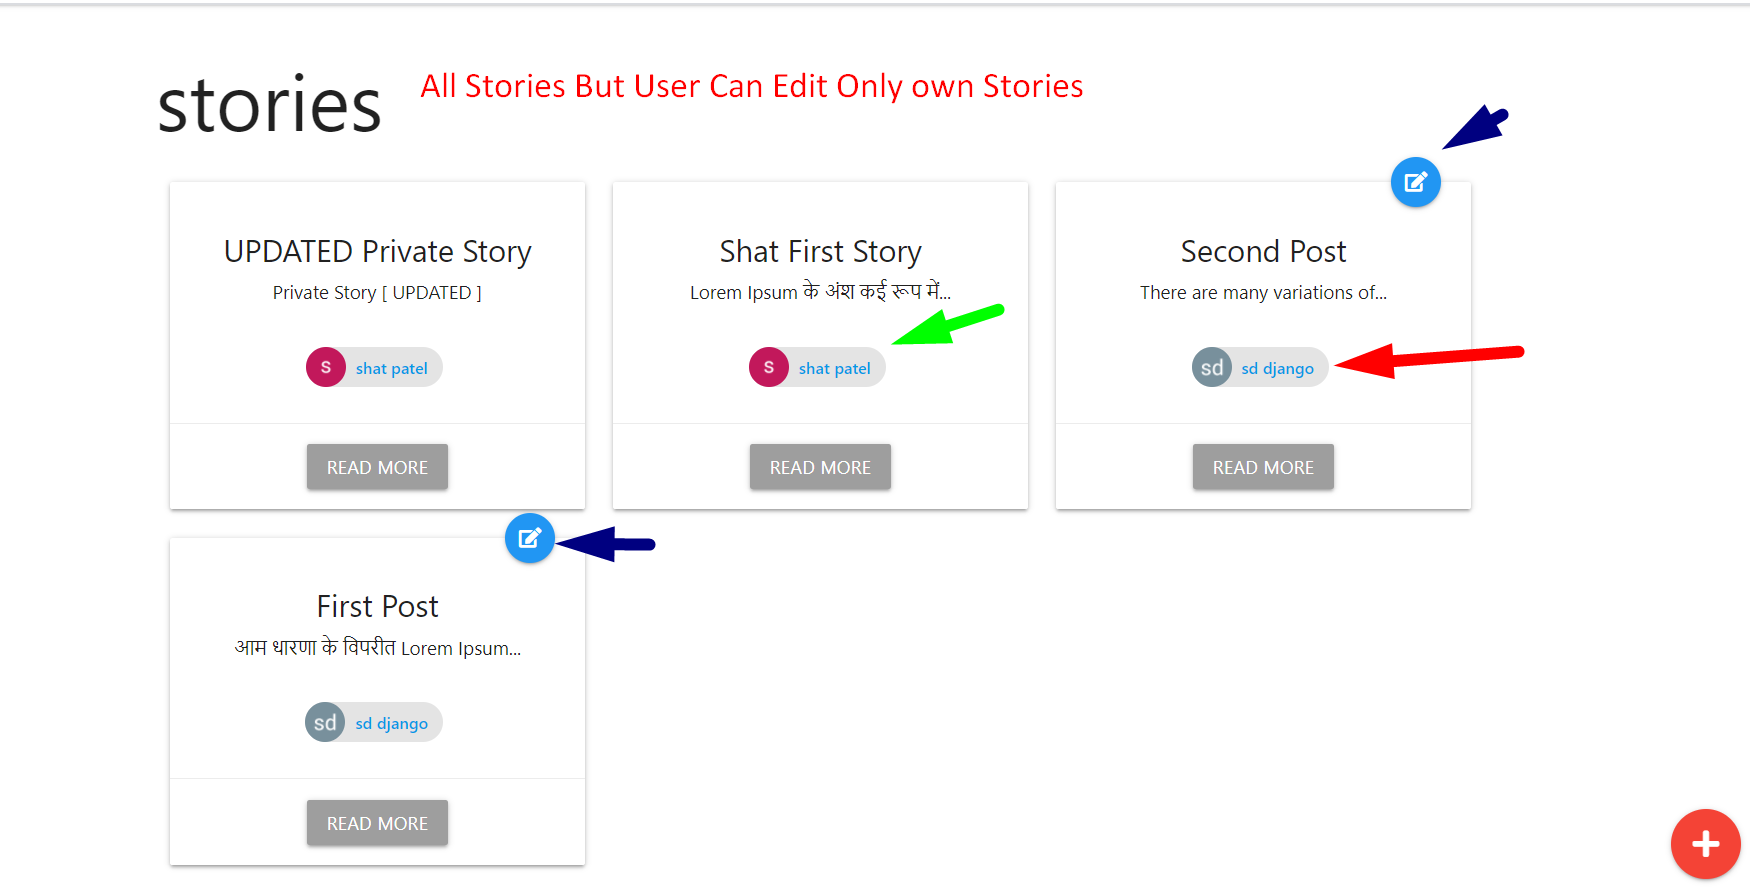 stories
All Stories But User Can Edit Only own Stories
UPDATED Private Story
Private Story [ UPDATED ]
s
shat patel
READ MORE
Shat First Story
Lorem Ipsum के अंश कई रूप में...
s
shat patel
READ MORE
Second Post
There are many variations of...
sd
sd django
READ MORE
First Post
आम धारणा के विपरीत Lorem Ipsum...
sd
sd django
READ MORE